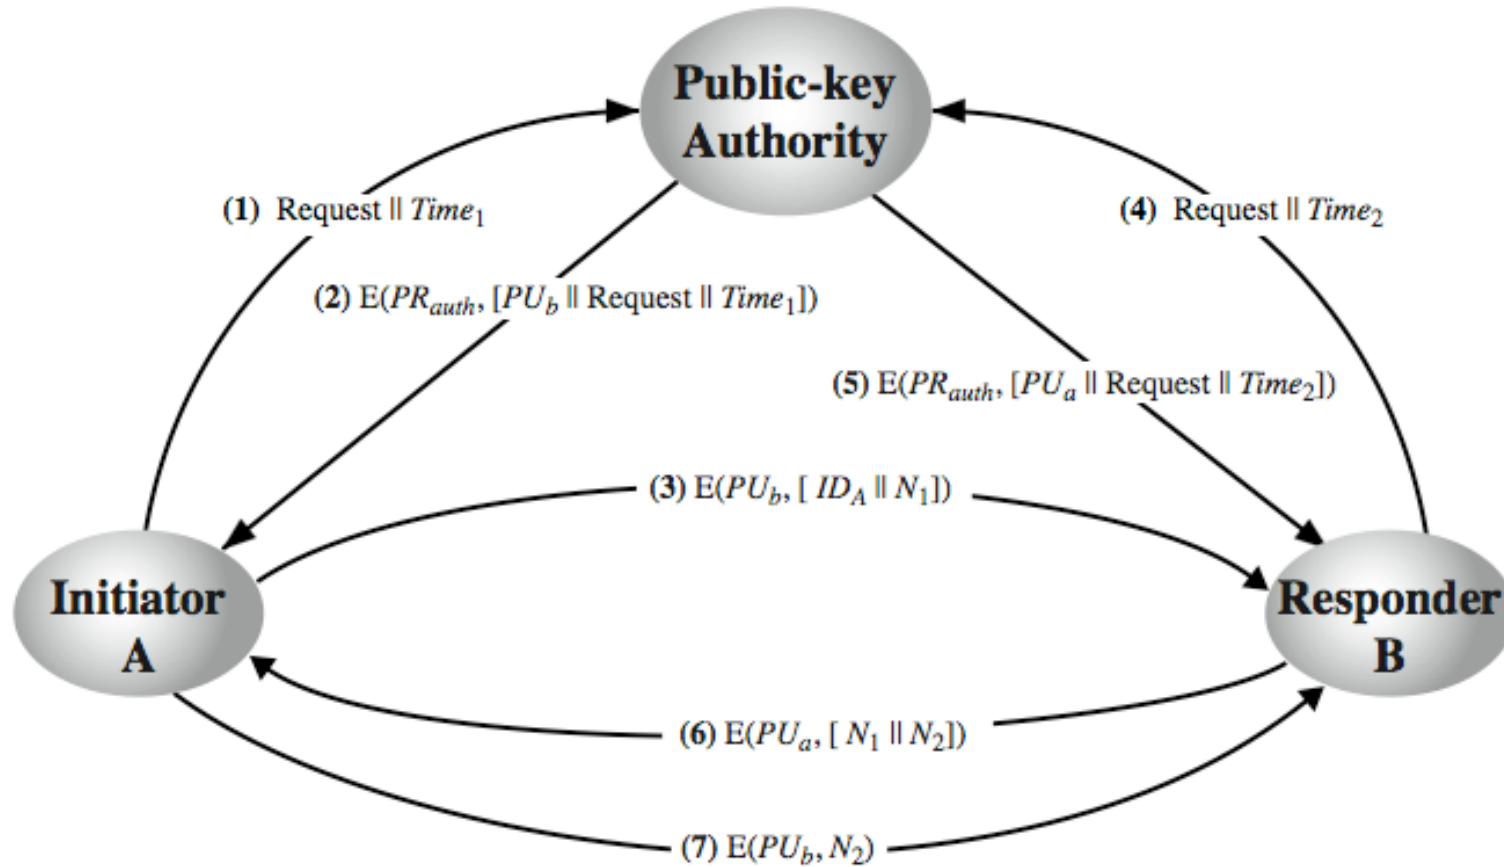 Public-key
Authority
(1) Request || Time₁
(4) Request || Time₂
(2) E(PR_auth, [PU_b || Request || Time₁])
(5) E(PR_auth, [PU_a || Request || Time₂])
(3) E(PU_b, [ ID_A || N₁])
Initiator
A
Responder
B
(6) E(PU_a, [ N₁ || N₂])
(7) E(PU_b, N₂)